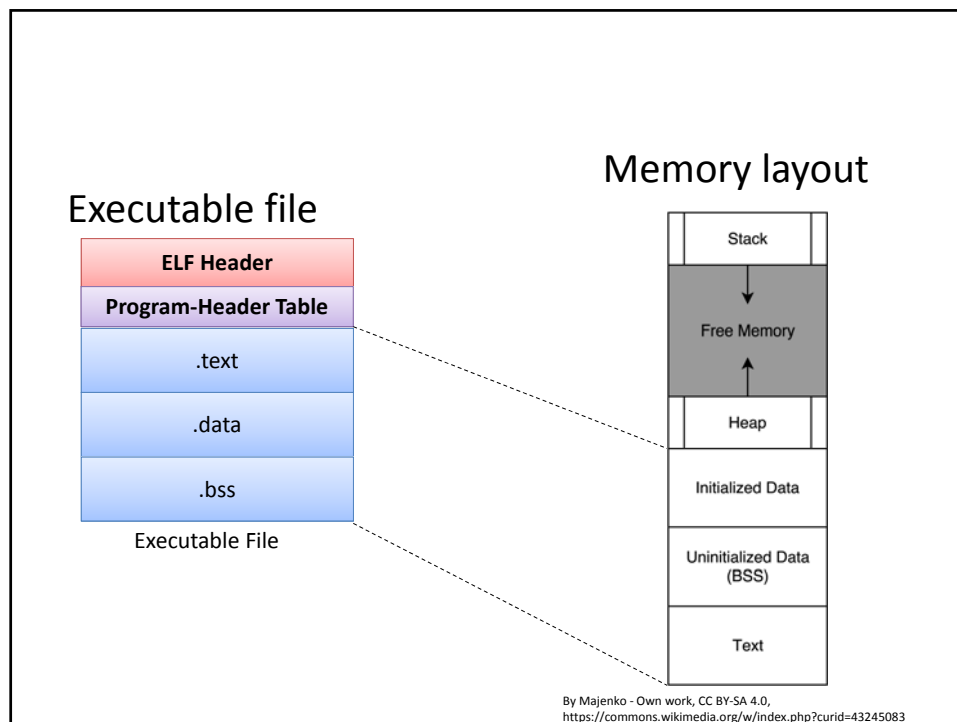 Memory layout
Executable file
ELF Header
Program-Header Table
.text
.data
.bss
Executable File
Stack
Free Memory
Heap
Initialized Data
Uninitialized Data
(BSS)
Text
By Majenko - Own work, CC BY-SA 4.0,
https://commons.wikimedia.org/w/index.php?curid=43245083